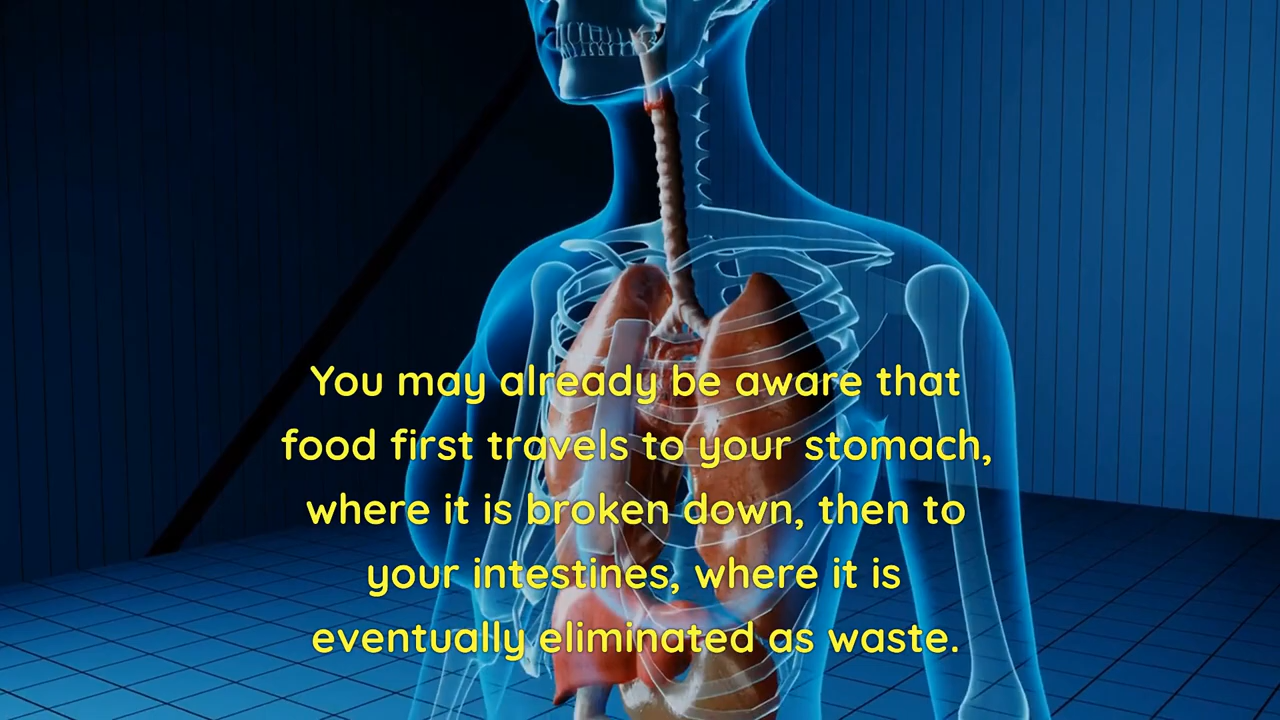 You may already be aware that
food first travels to your stomach,
where it is broken down, then to
your intestines, where it is
eventually eliminated as waste.